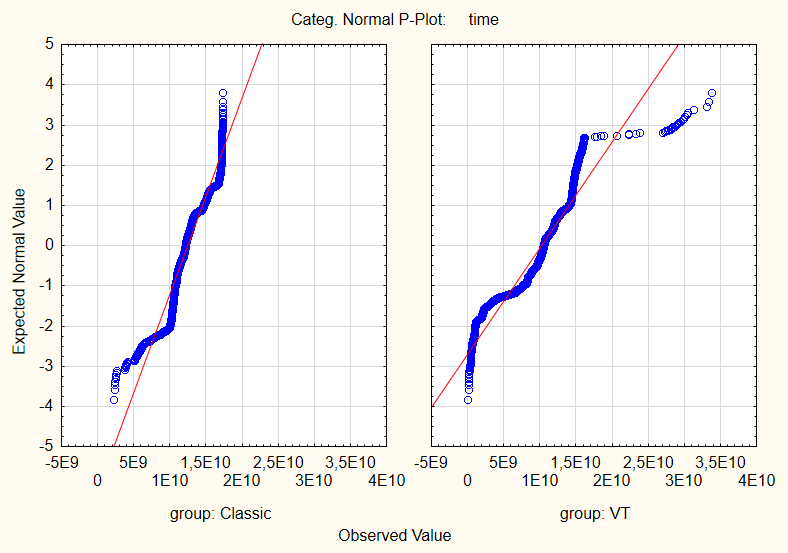 Categ. Normal P-Plot: time
5
4
3
2
1
0
-1
-2
-3
-4
-5
Expected Normal Value
-5E9 5E9 1,5E10 2,5E10 3,5E10
0 1E10 2E10 3E10 4E10
-5E9 5E9 1,5E10 2,5E10 3,5E10
0 1E10 2E10 3E10 4E10
group: Classic
group: VT
Observed Value